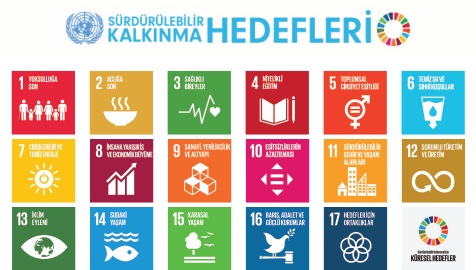 SÜRDÜRÜLEBİLİR
KALKINMA HEDEFLERİ
1 YOKSULLUĞA
SON
2 AÇLIĞA
SON
3 SAĞLIKLI
BİREYLER
4 NİTELİKLİ
EĞİTİM
5 TOPLUMSAL
CİNSİYET EŞİTLİĞİ
6 TEMİZ SU VE
SIHHİ KOŞULLAR
7 ERİŞİLEBİLİR VE
TEMİZ ENERJİ
8 İNSANA YAKIŞIR İŞ
VE EKONOMİK BÜYÜME
9 SANAYİ, YENİLİKÇİLİK
VE ALTYAPI
10 EŞİTSİZLİKLERİN
AZALTILMASI
11 SÜRDÜRÜLEBİLİR
ŞEHİR VE YAŞAM
ALANLARI
12 SORUMLU TÜKETİM
VE ÜRETİM
13 İKLİM
EYLEMİ
14 SUDAKİ
YAŞAM
15 KARASAL
YAŞAM
16 BARIŞ, ADALET VE
GÜÇLÜ KURUMLAR
17 HEDEFLER İÇİN
ORTAKLIKLAR
KÜRESEL HEDEFLER